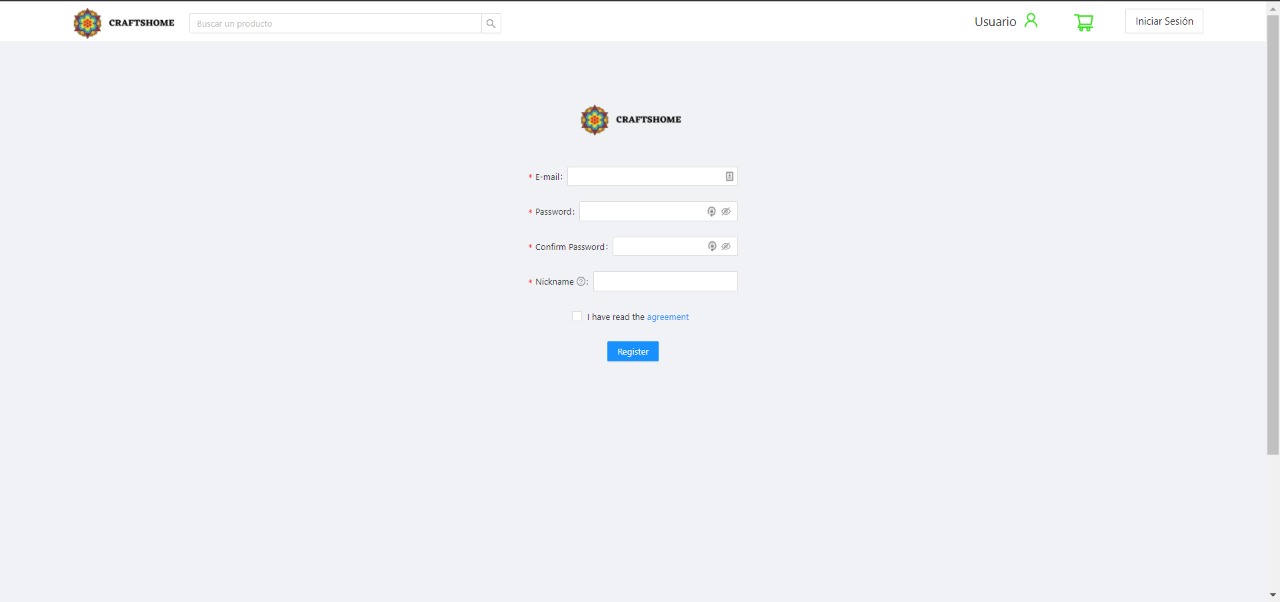 CRAFTSHOME Buscar un producto Usuario Iniciar Sesión
CRAFTSHOME
* E-mail:
* Password:
* Confirm Password:
* Nickname ?:
I have read the agreement
Register